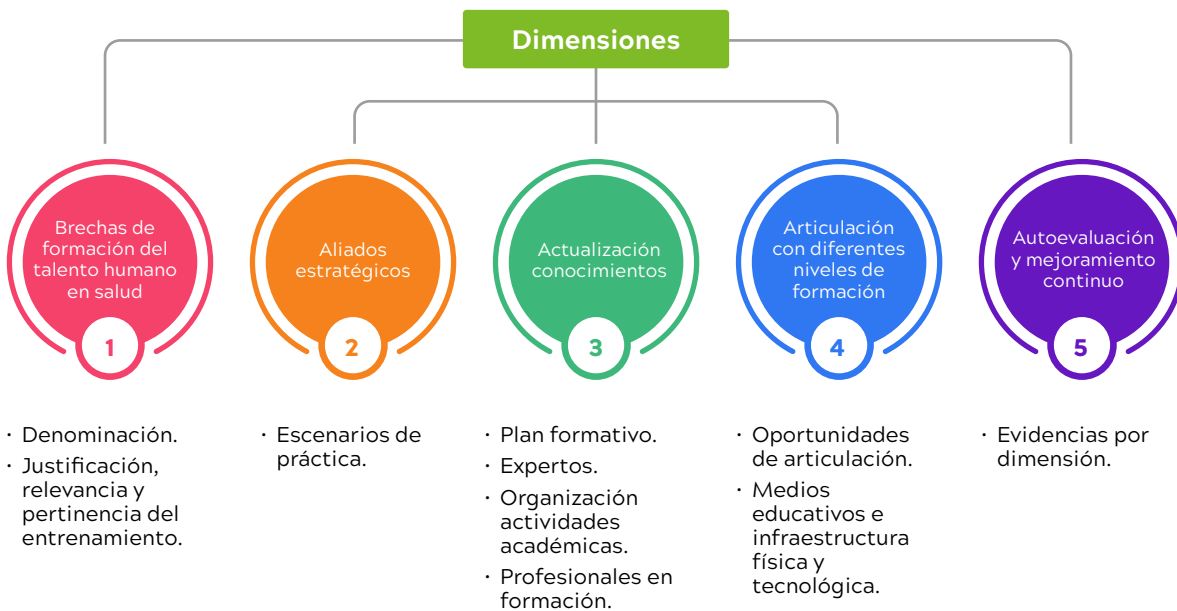 Dimensiones
Brechas de
formación del
talento humano
en salud
1
Aliados
estratégicos
2
Actualización
conocimientos
3
Articulación
con diferentes
niveles de
formación
4
Autoevaluación
y mejoramiento
continuo
5
· Denominación.
· Justificación,
relevancia y
pertinencia del
entrenamiento.
· Escenarios de
práctica.
· Plan formativo.
· Expertos.
· Organización
actividades
académicas.
· Profesionales en
formación.
· Oportunidades
de articulación.
· Medios
educativos e
infraestructura
física y
tecnológica.
· Evidencias por
dimensión.